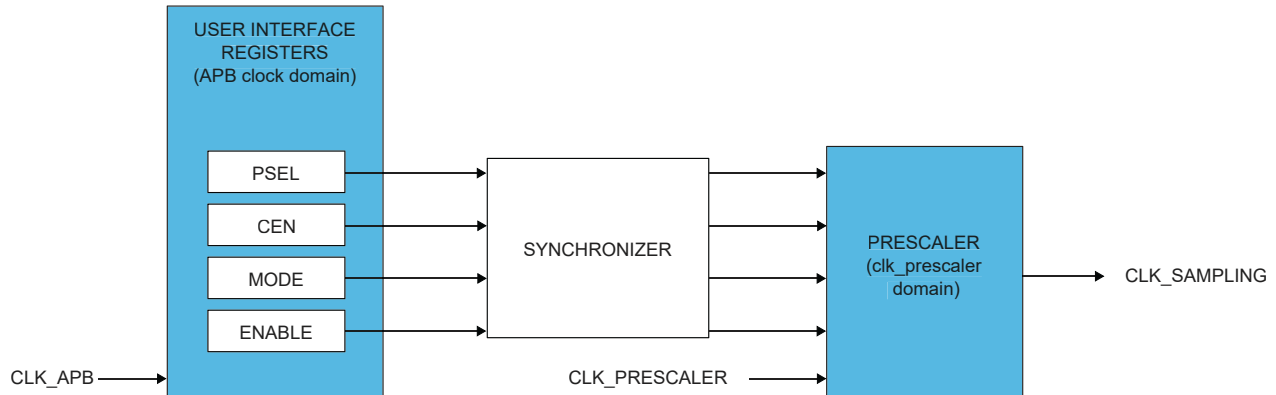 USER INTERFACE
REGISTERS
(APB clock domain)
PSEL
CEN
MODE
ENABLE
SYNCHRONIZER
PRESCALER
(clk_prescaler
domain)
CLK_SAMPLING
CLK_APB
CLK_PRESCALER